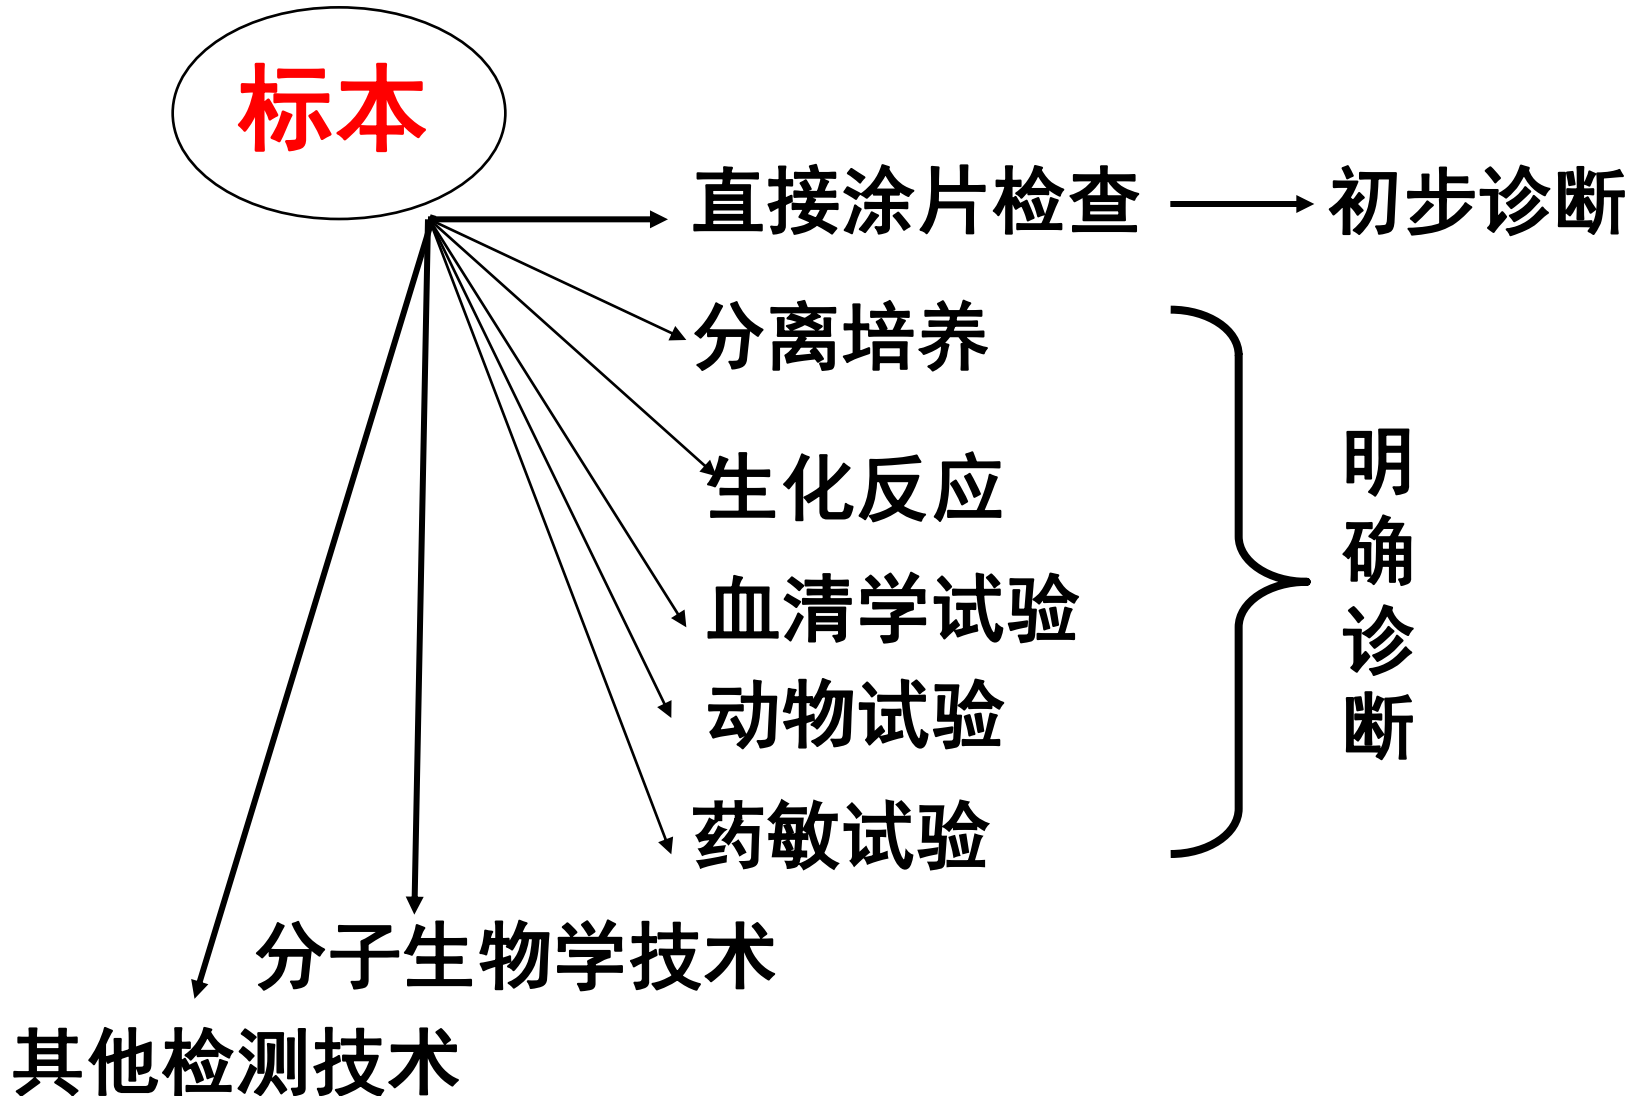 标本
直接涂片检查
初步诊断
分离培养
生化反应
血清学试验
动物试验
药敏试验
明
确
诊
断
分子生物学技术
其他检测技术